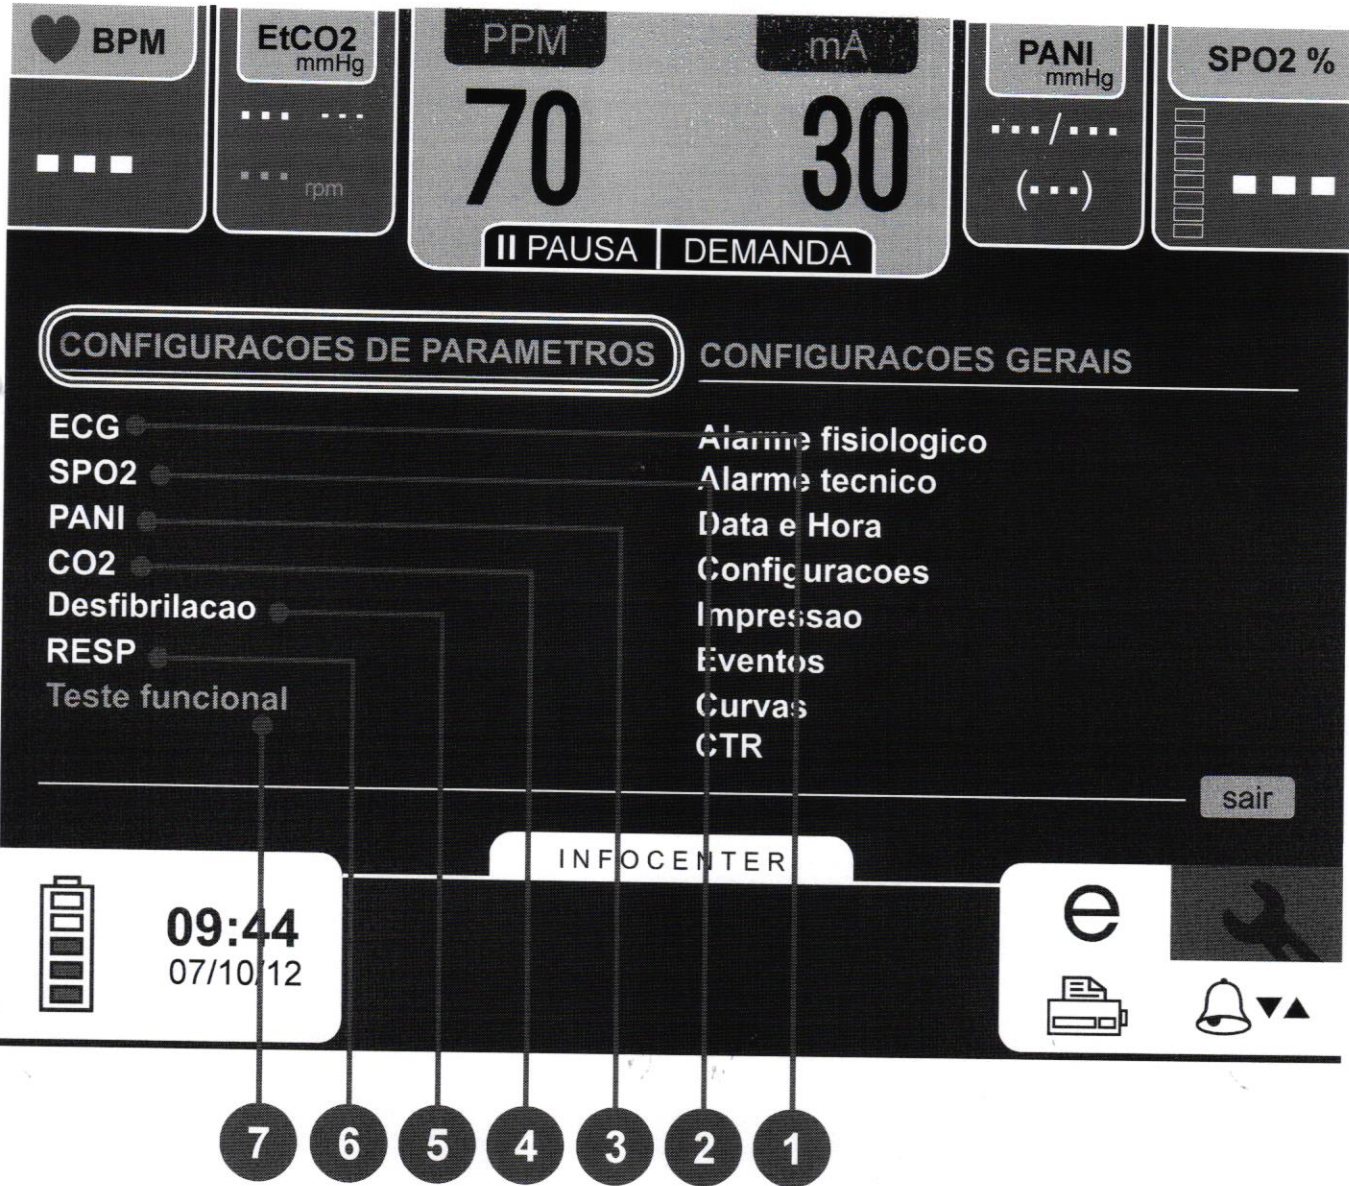 BPM
EtCO2
mmHg
--- ---
--- rpm
---
PPM
mA
70
30
II PAUSA
DEMANDA
PANI
mmHg
---/---
(---)
SPO2 %
---
CONFIGURACOES DE PARAMETROS
ECG
SPO2
PANI
CO2
Desfibrilacao
RESP
Teste funcional
CONFIGURACOES GERAIS
Alarme fisiologico
Alarme tecnico
Data e Hora
Configuracoes
Impressao
Eventos
Curvas
CTR
sair
INFOCENTER
09:44
07/10/12
e
7 6 5 4 3 2 1